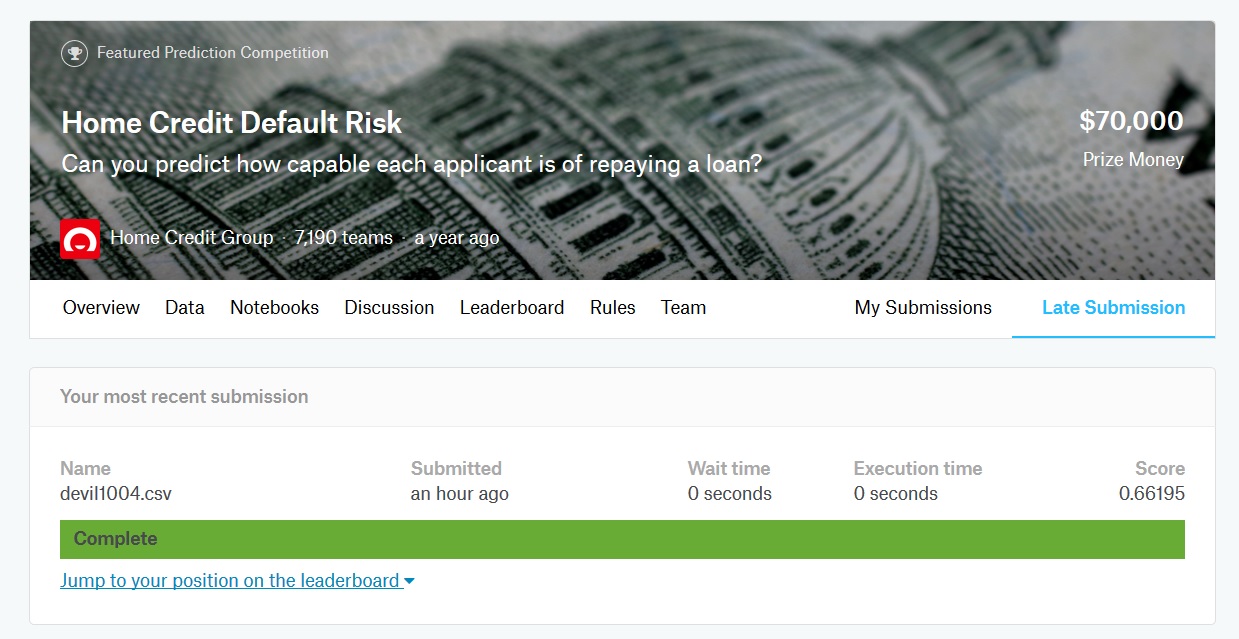 Featured Prediction Competition
Home Credit Default Risk
$70,000
Can you predict how capable each applicant is of repaying a loan?
Prize Money
Home Credit Group · 7,190 teams · a year ago
Overview Data Notebooks Discussion Leaderboard Rules Team My Submissions Late Submission
Your most recent submission
Name Submitted Wait time Execution time Score
devil1004.csv an hour ago 0 seconds 0 seconds 0.66195
Complete
Jump to your position on the leaderboard